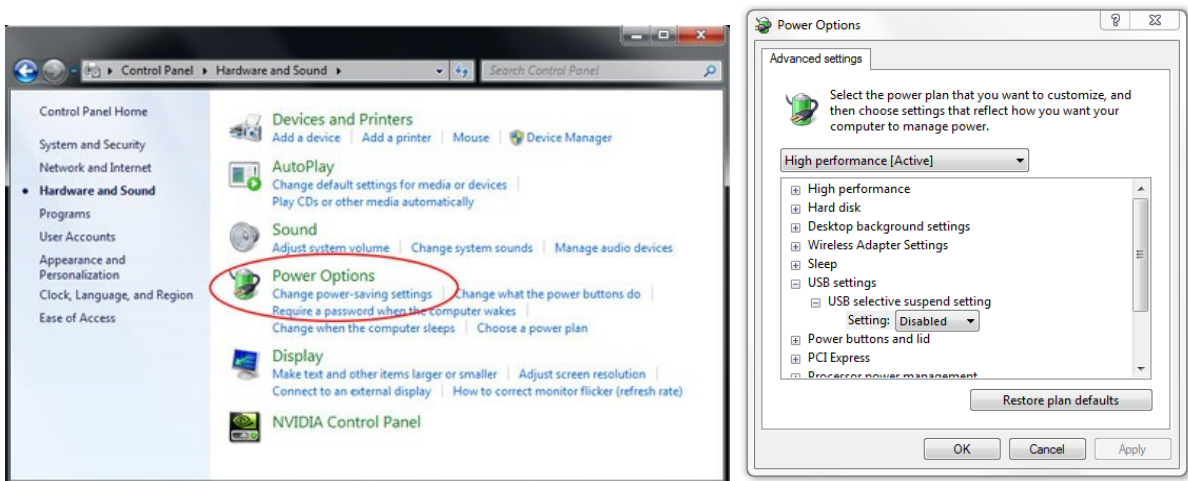 Control Panel Hardware and Sound Search Control Panel
Control Panel Home
System and Security
Network and Internet
Hardware and Sound
Programs
User Accounts
Appearance and
Personalization
Clock, Language, and Region
Ease of Access
Devices and Printers
Add a device Add a printer Mouse Device Manager
AutoPlay
Change default settings for media or devices
Play CDs or other media automatically
Sound
Adjust system volume Change system sounds Manage audio devices
Power Options
Change power-saving settings Change what the power buttons do
Require a password when the computer wakes
Change when the computer sleeps Choose a power plan
Display
Make text and other items larger or smaller Adjust screen resolution
Connect to an external display How to correct monitor flicker (refresh rate)
NVIDIA Control Panel
Power Options
Advanced settings
Select the power plan that you want to customize, and
then choose settings that reflect how you want your
computer to manage power.
High performance [Active]
High performance
Hard disk
Desktop background settings
Wireless Adapter Settings
Sleep
USB settings
USB selective suspend setting
Setting: Disabled
Power buttons and lid
PCI Express
Processor power management
Restore plan defaults
OK Cancel Apply